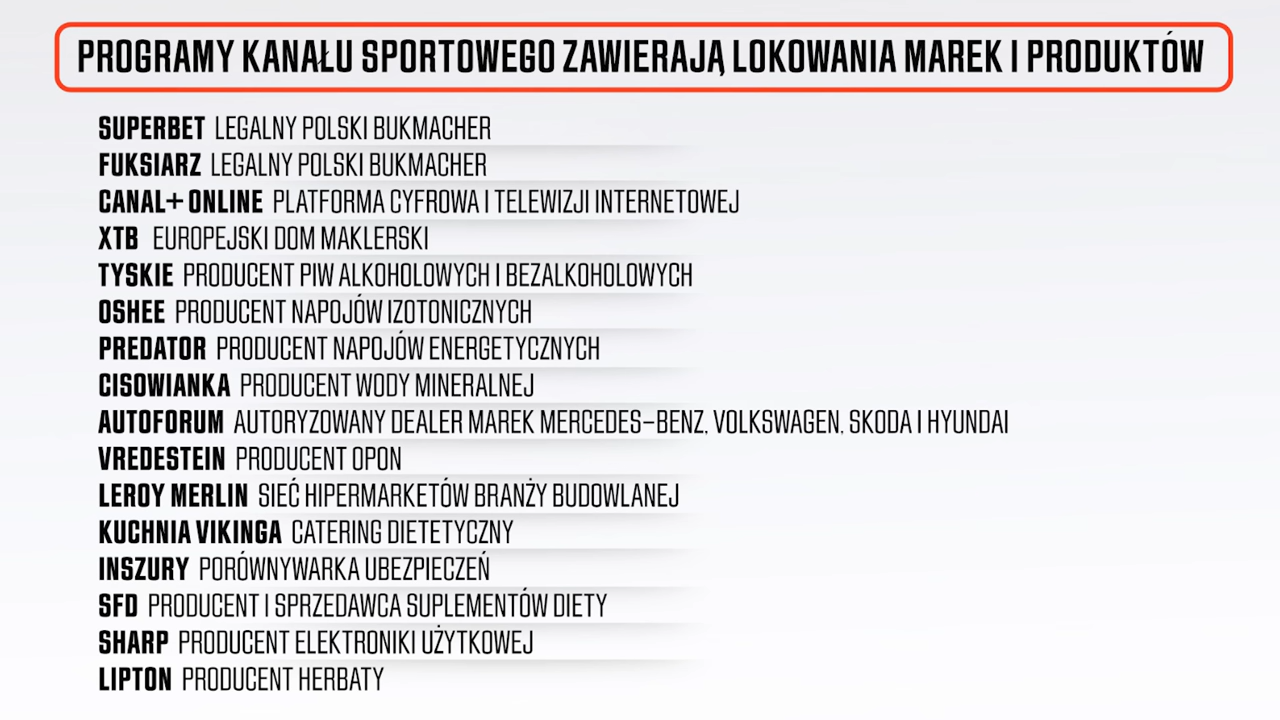 PROGRAMY KANAŁU SPORTOWEGO ZAWIERAJĄ LOKOWANIA MAREK I PRODUKTÓW
SUPERBET LEGALNY POLSKI BUKMACHER
FUKSIARZ LEGALNY POLSKI BUKMACHER
CANAL+ ONLINE PLATFORMA CYFROWA I TELEWIZJI INTERNETOWEJ
XTB EUROPEJSKI DOM MAKLERSKI
TYSKIE PRODUCENT PIW ALKOHOLOWYCH I BEZALKOHOLOWYCH
OSHEE PRODUCENT NAPOJÓW IZOTONICZNYCH
PREDATOR PRODUCENT NAPOJÓW ENERGETYCZNYCH
CISOWIANKA PRODUCENT WODY MINERALNEJ
AUTOFORUM AUTORYZOWANY DEALER MAREK MERCEDES-BENZ, VOLKSWAGEN, SKODA I HYUNDAI
VREDESTEIN PRODUCENT OPON
LEROY MERLIN SIEĆ HIPERMARKETÓW BRANŻY BUDOWLANEJ
KUCHNIA VIKINGA CATERING DIETETYCZNY
INSZURY PORÓWNYWARKA UBEZPIECZEŃ
SFD PRODUCENT I SPRZEDAWCA SUPLEMENTÓW DIETY
SHARP PRODUCENT ELEKTRONIKI UŻYTKOWEJ
LIPTON PRODUCENT HERBATY